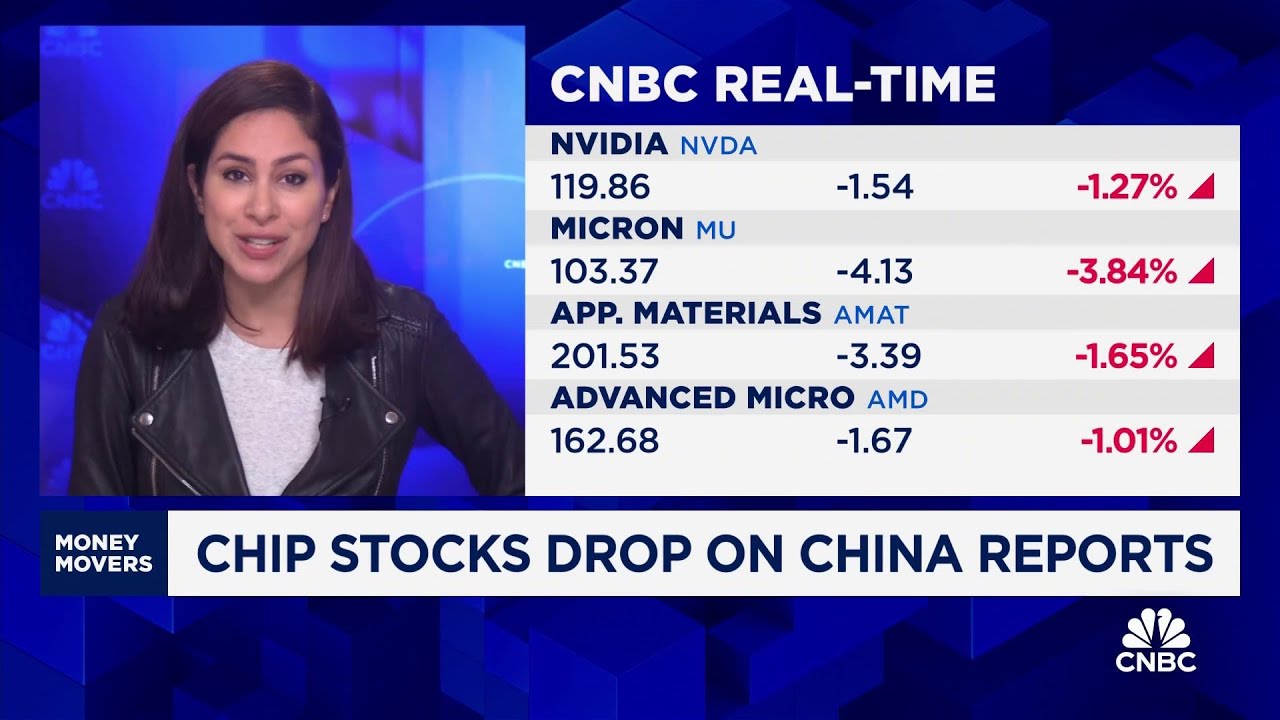 CNBC
CNBC
CNBC REAL-TIME
NVIDIA NVDA
119.86 -1.54 -1.27%
MICRON MU
103.37 -4.13 -3.84%
APP. MATERIALS AMAT
201.53 -3.39 -1.65%
ADVANCED MICRO AMD
162.68 -1.67 -1.01%
MONEY
MOVERS
CHIP STOCKS DROP ON CHINA REPORTS
CNBC